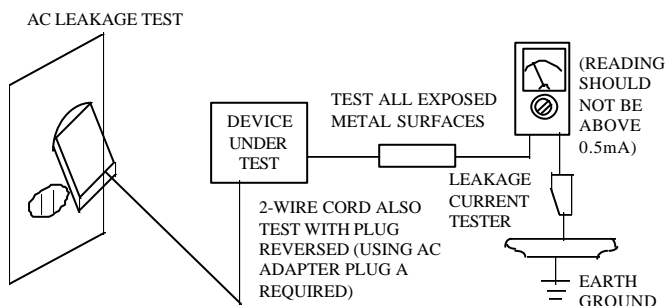 AC LEAKAGE TEST
DEVICE
UNDER
TEST
TEST ALL EXPOSED
METAL SURFACES
(READING
SHOULD
NOT BE
ABOVE
0.5mA)
LEAKAGE
CURRENT
TESTER
2-WIRE CORD ALSO
TEST WITH PLUG
REVERSED (USING AC
ADAPTER PLUG A
REQUIRED)
EARTH
GROUND